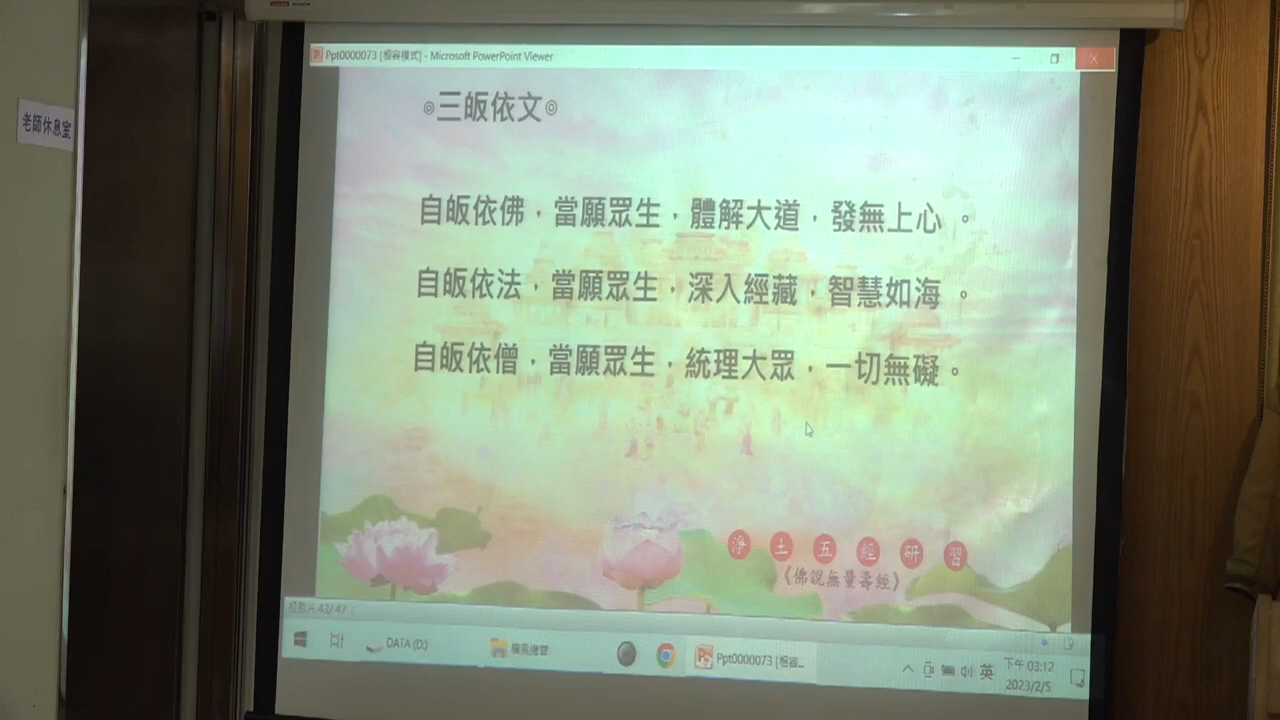 Ppt0000073 [相容模式] - Microsoft PowerPoint Viewer
老師休息室
◎三皈依文◎
自皈依佛，當願眾生，體解大道，發無上心。
自皈依法，當願眾生，深入經藏，智慧如海。
自皈依僧，當願眾生，統理大眾，一切無礙。
淨土五經研習
《佛說無量壽經》
投影片 43/ 47
DATA (D:)
檔案總管
Ppt0000073 [相容...
英
下午 03:12
2023/2/5